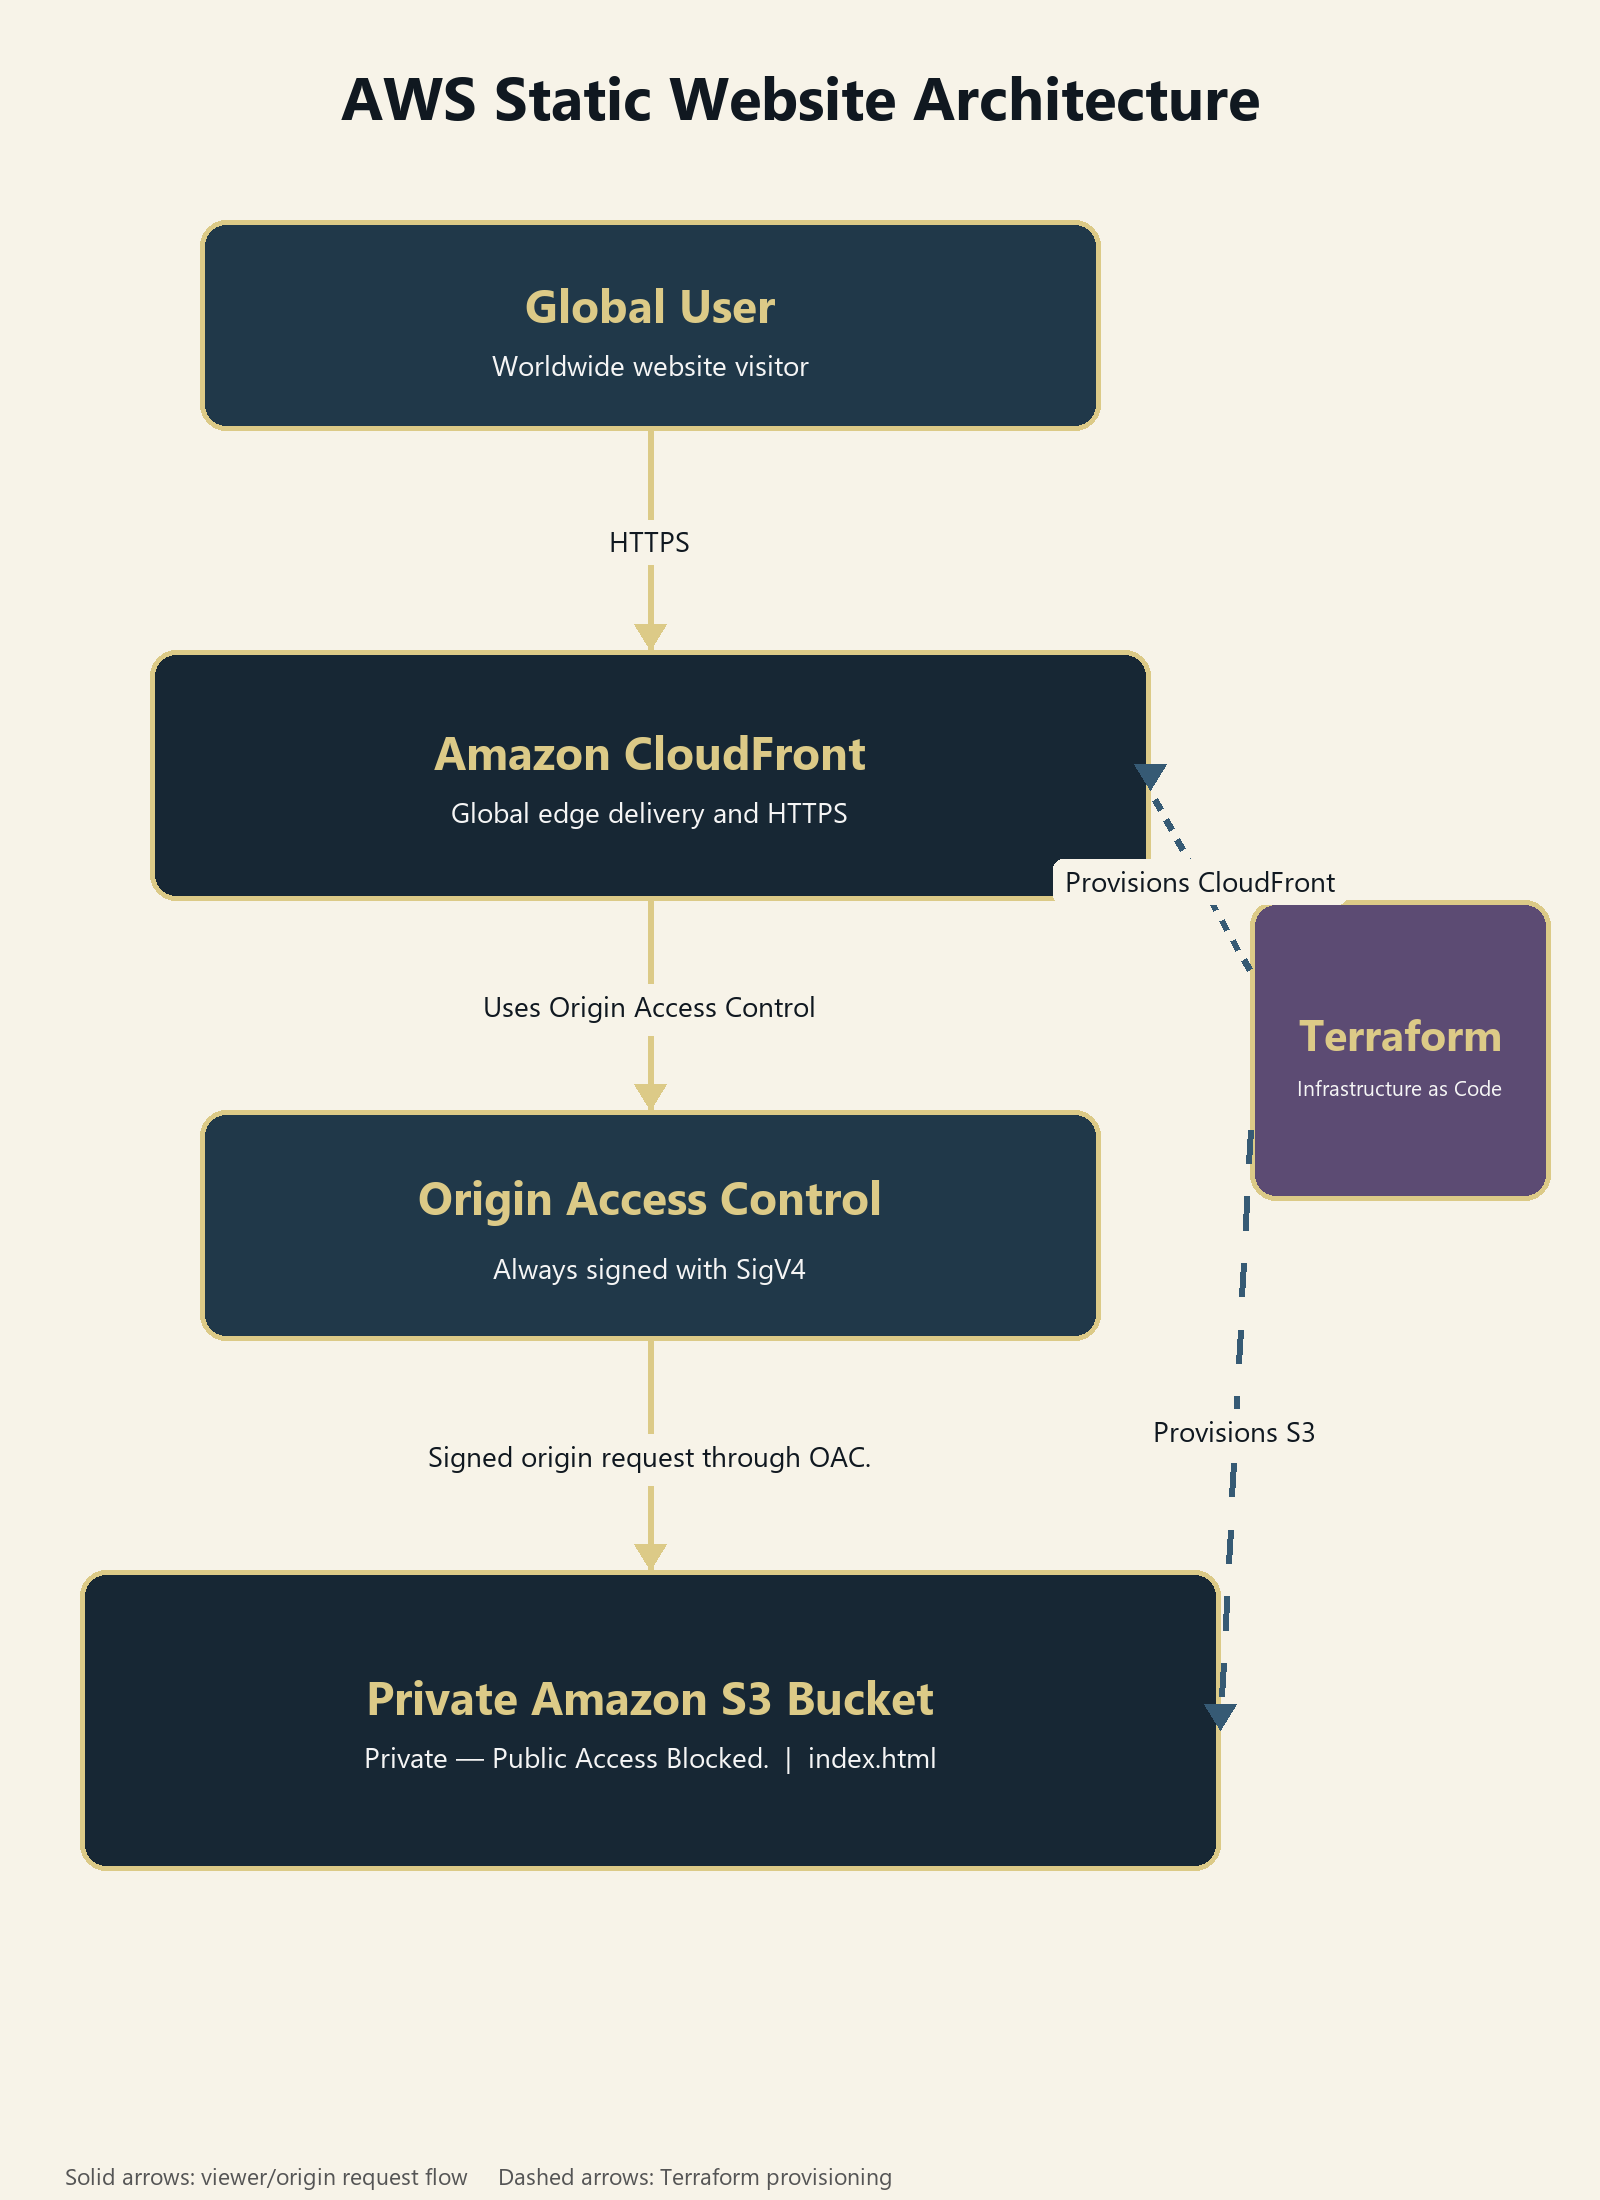 AWS Static Website Architecture
Global User
Worldwide website visitor
HTTPS
Amazon CloudFront
Global edge delivery and HTTPS
Provisions CloudFront
Uses Origin Access Control
Terraform
Infrastructure as Code
Origin Access Control
Always signed with SigV4
Provisions S3
Signed origin request through OAC.
Private Amazon S3 Bucket
Private — Public Access Blocked. | index.html
Solid arrows: viewer/origin request flow Dashed arrows: Terraform provisioning